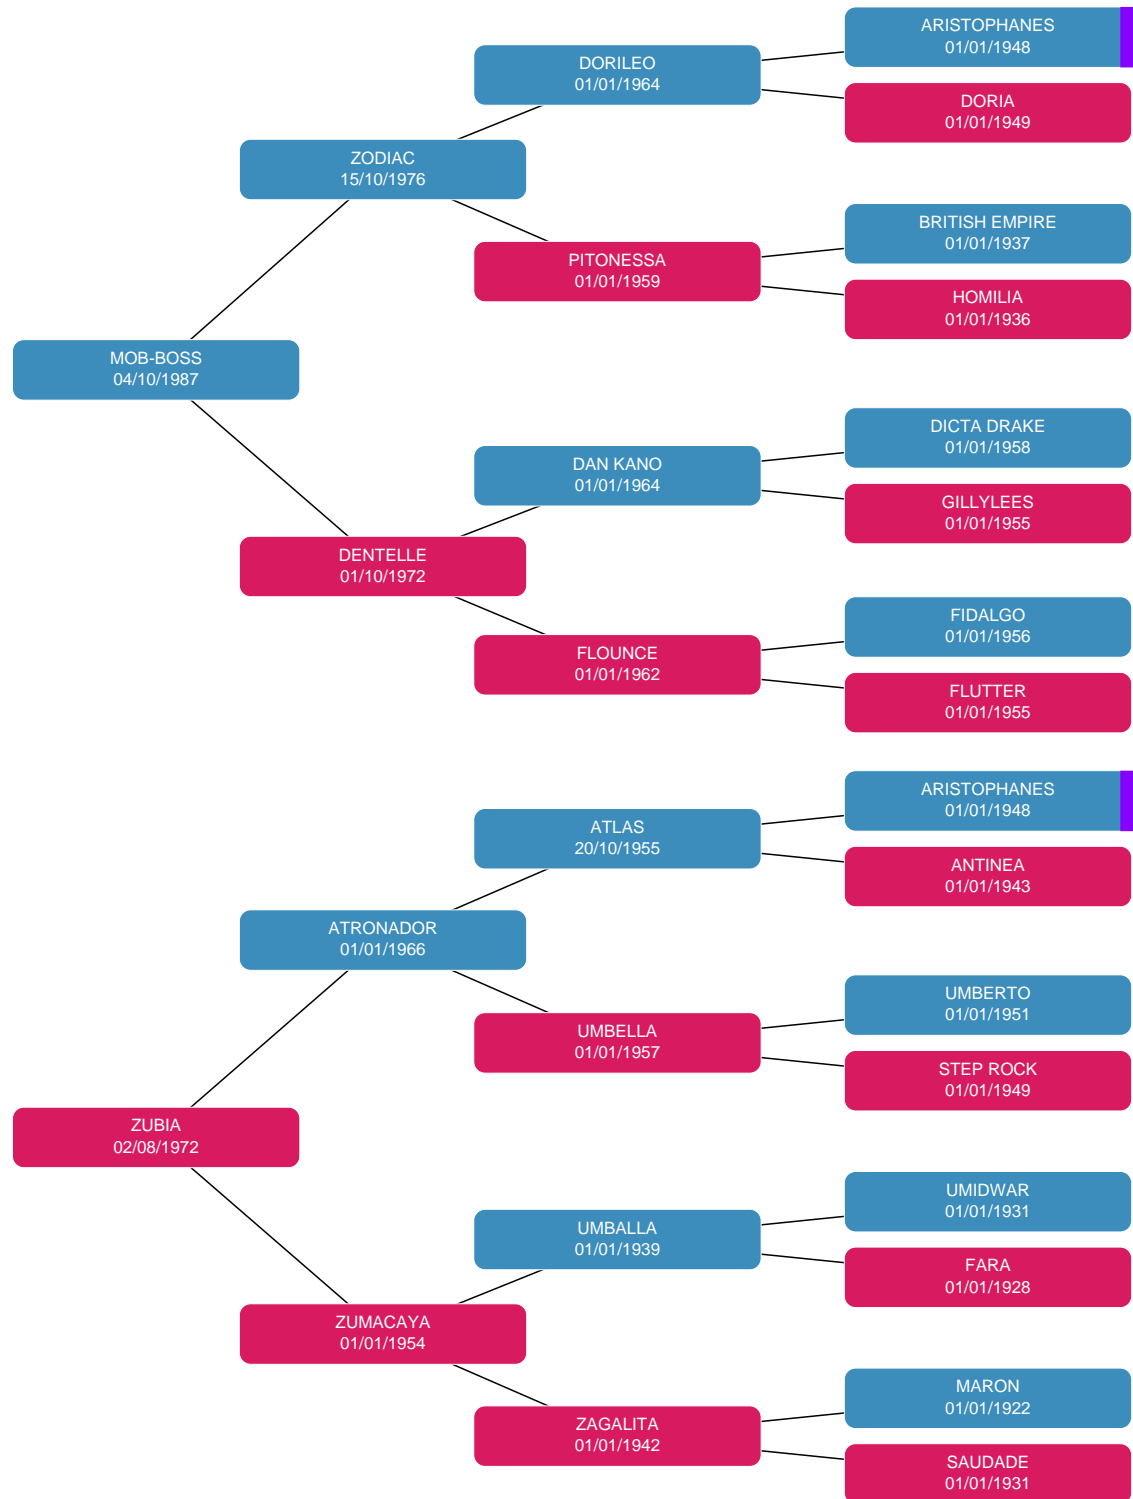 ARISTOPHANES
01/01/1948
DORILEO
01/01/1964
DORIA
01/01/1949
ZODIAC
15/10/1976
BRITISH EMPIRE
01/01/1937
PITONESSA
01/01/1959
HOMILIA
01/01/1936
MOB-BOSS
04/10/1987
DICTA DRAKE
01/01/1958
DAN KANO
01/01/1964
GILLYLEES
01/01/1955
DENTELLE
01/10/1972
FIDALGO
01/01/1956
FLOUNCE
01/01/1962
FLUTTER
01/01/1955
ARISTOPHANES
01/01/1948
ATLAS
20/10/1955
ANTINEA
01/01/1943
ATRONADOR
01/01/1966
UMBERTO
01/01/1951
UMBELLA
01/01/1957
STEP ROCK
01/01/1949
ZUBIA
02/08/1972
UMIDWAR
01/01/1931
UMBALLA
01/01/1939
FARA
01/01/1928
ZUMACAYA
01/01/1954
MARON
01/01/1922
ZAGALITA
01/01/1942
SAUDADE
01/01/1931